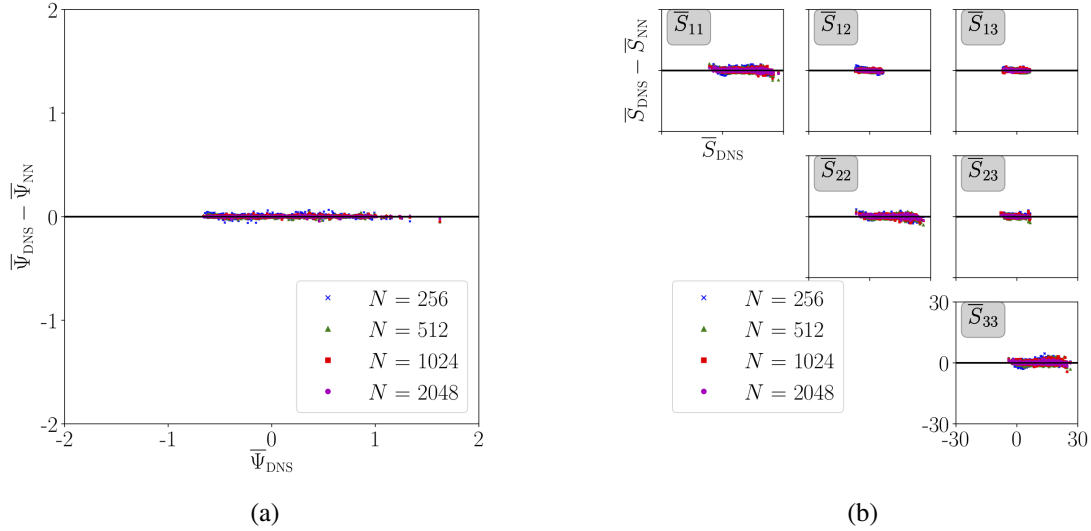 2
1
0
-1
-2
-2
-1
0
1
2
Ψ̅_DNS − Ψ̅_NN
Ψ̅_DNS
N = 256
N = 512
N = 1024
N = 2048
(a)
S̅_11
S̅_12
S̅_13
S̅_DNS − S̅_NN
S̅_DNS
S̅_22
S̅_23
S̅_33
30
0
-30
-30
0
30
N = 256
N = 512
N = 1024
N = 2048
(b)